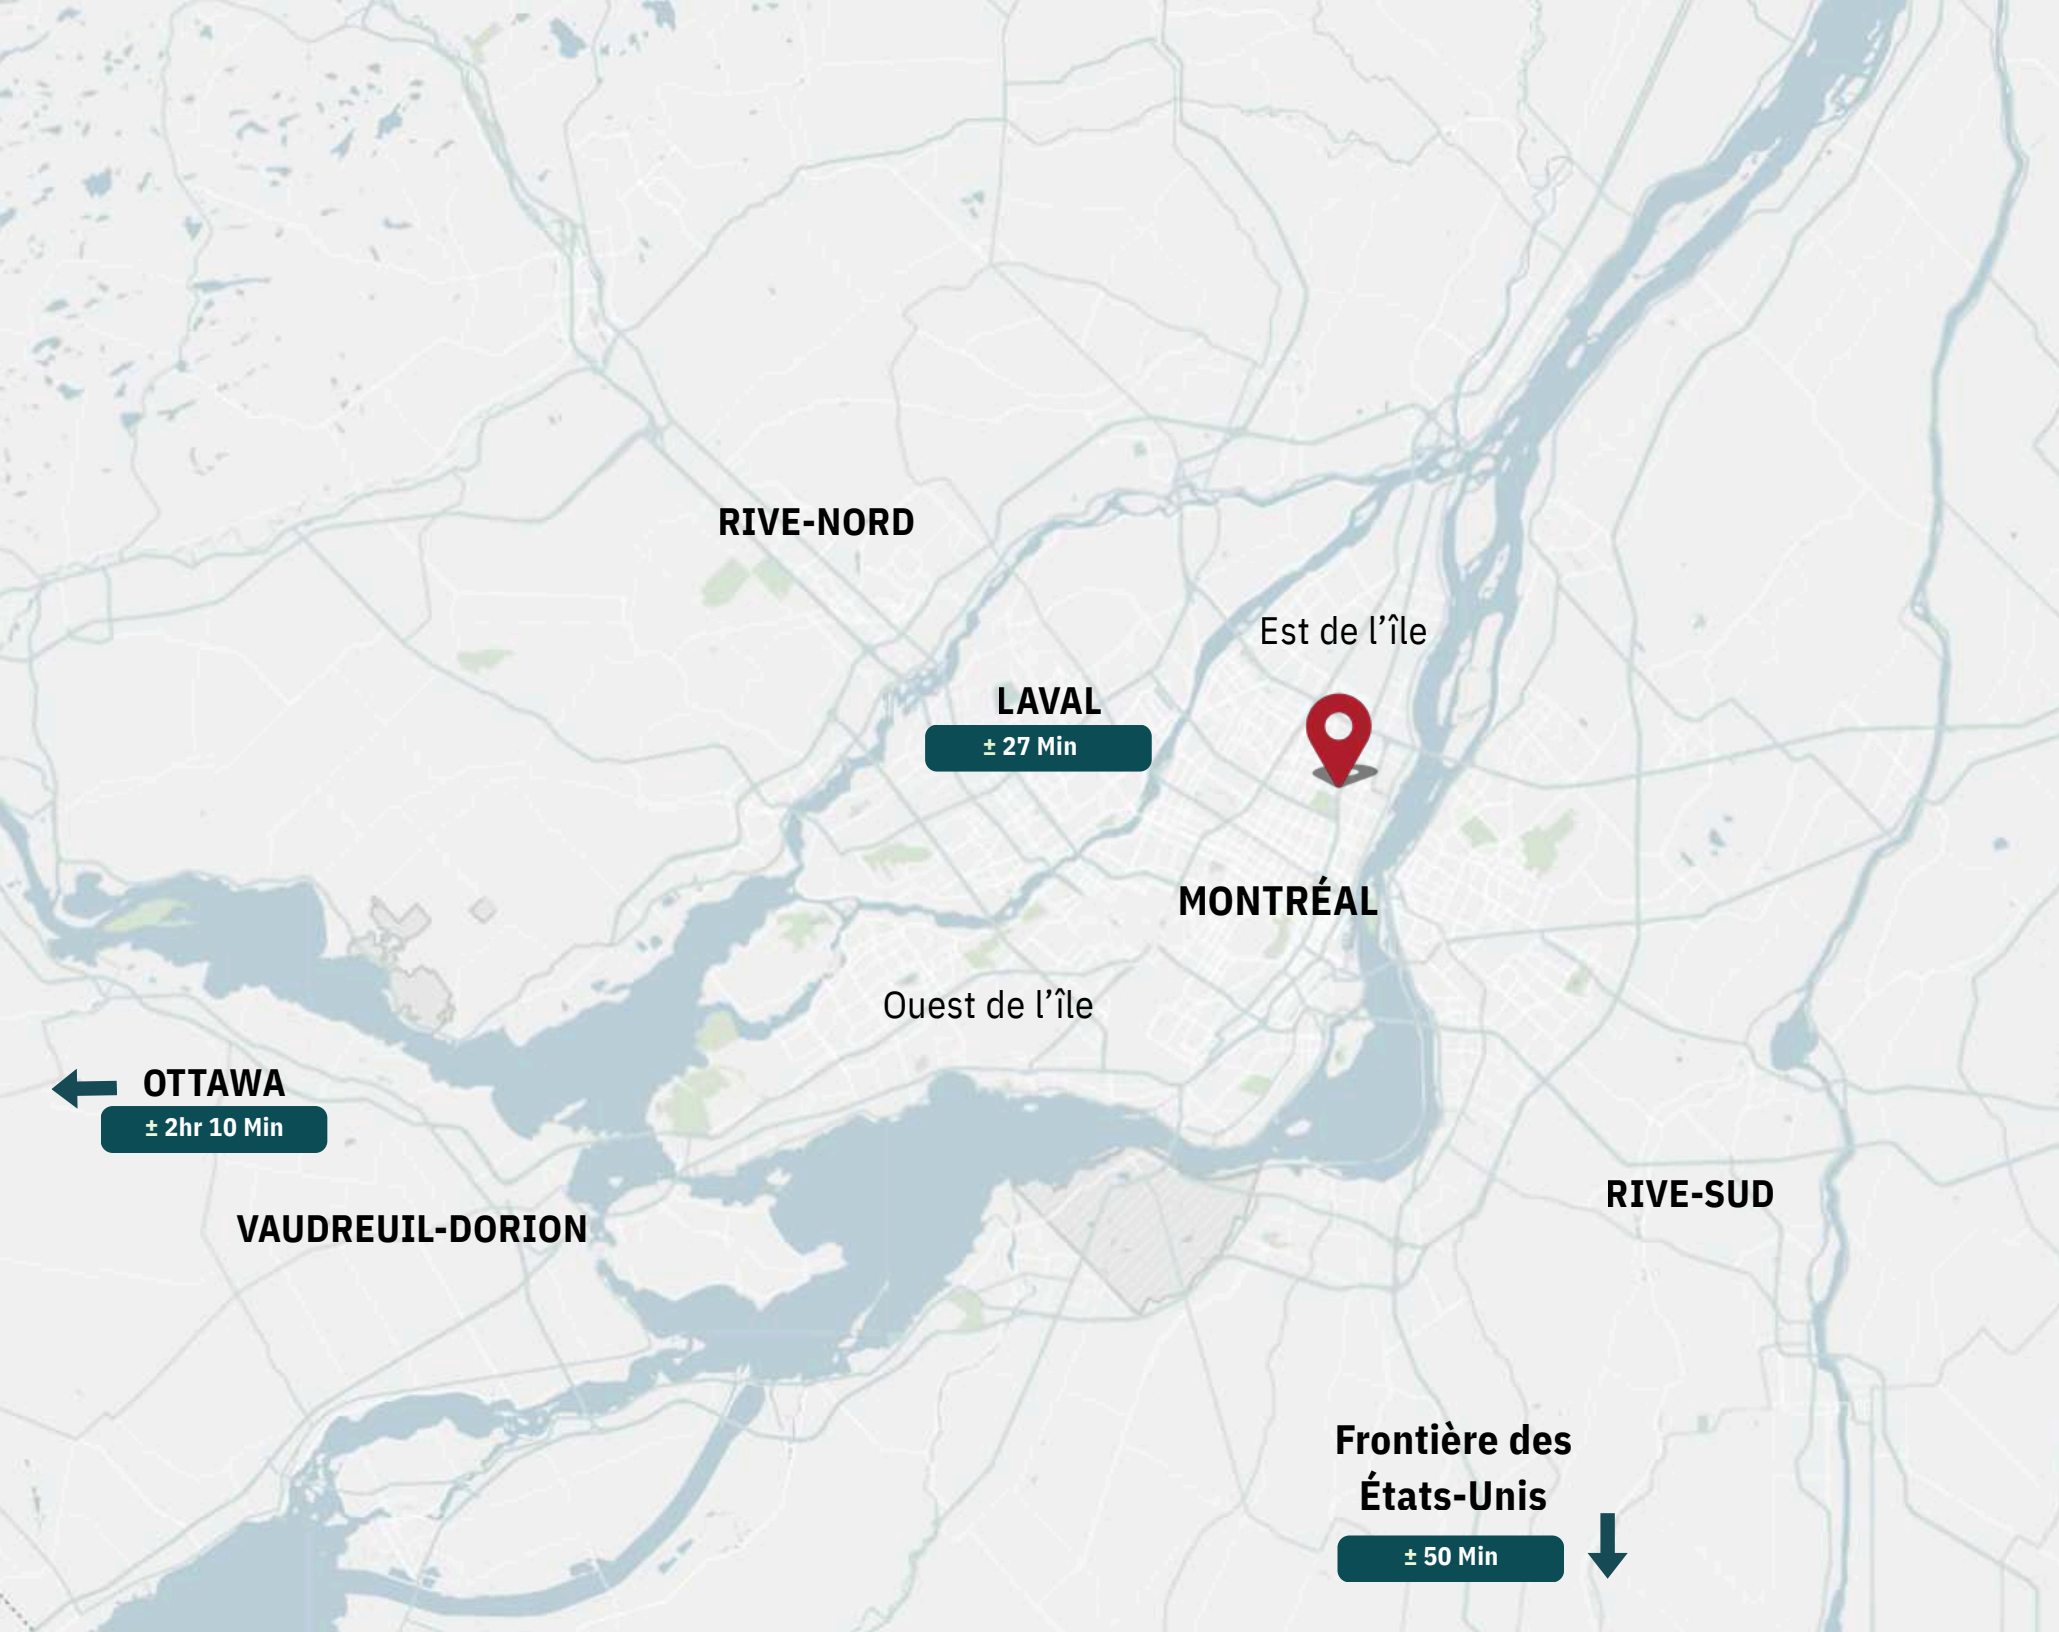 RIVE-NORD
Est de l’île
LAVAL
± 27 Min
MONTRÉAL
Ouest de l’île
OTTAWA
± 2hr 10 Min
RIVE-SUD
VAUDREUIL-DORION
Frontière des
États-Unis
± 50 Min